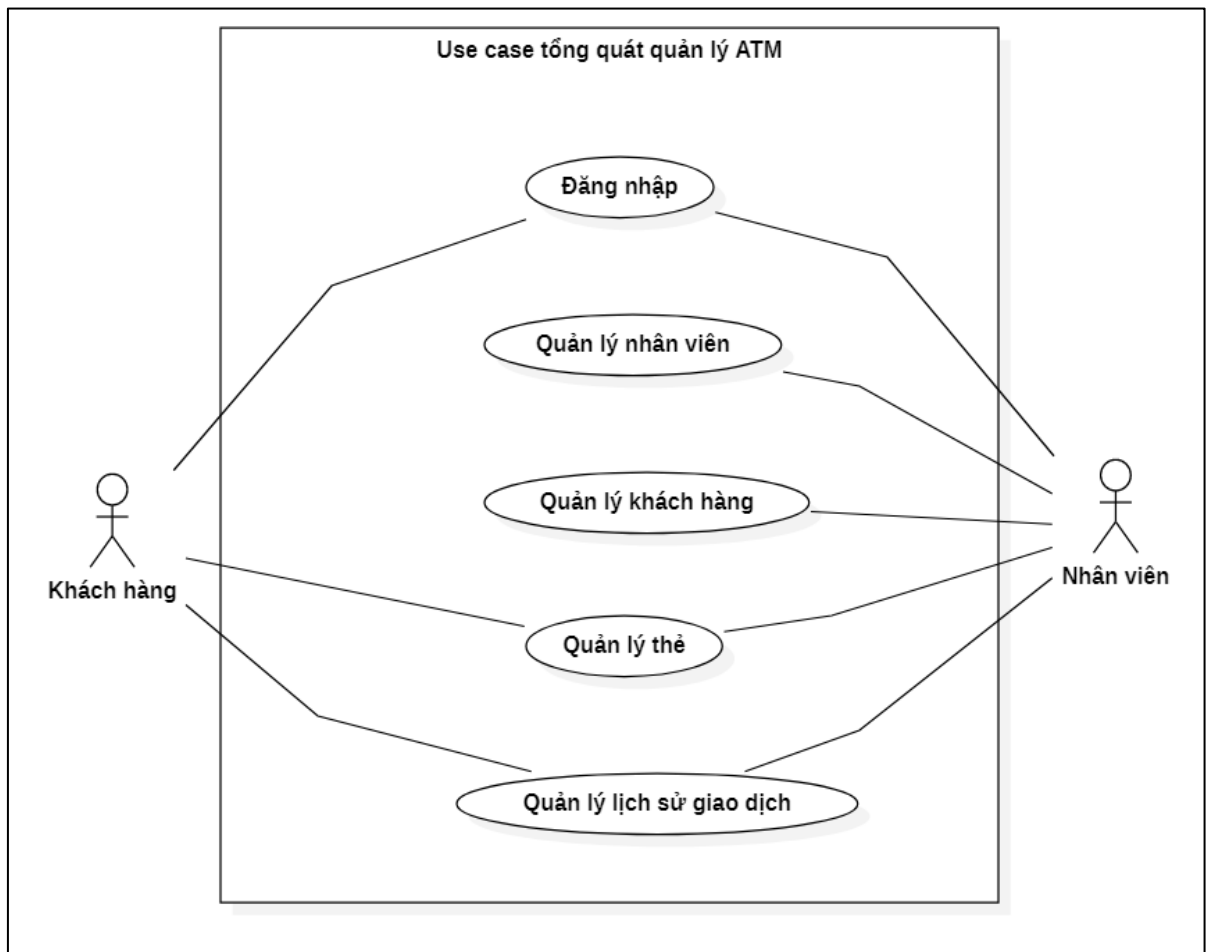 Use case tổng quát quản lý ATM
Đăng nhập
Quản lý nhân viên
Quản lý khách hàng
Khách hàng
Nhân viên
Quản lý thẻ
Quản lý lịch sử giao dịch